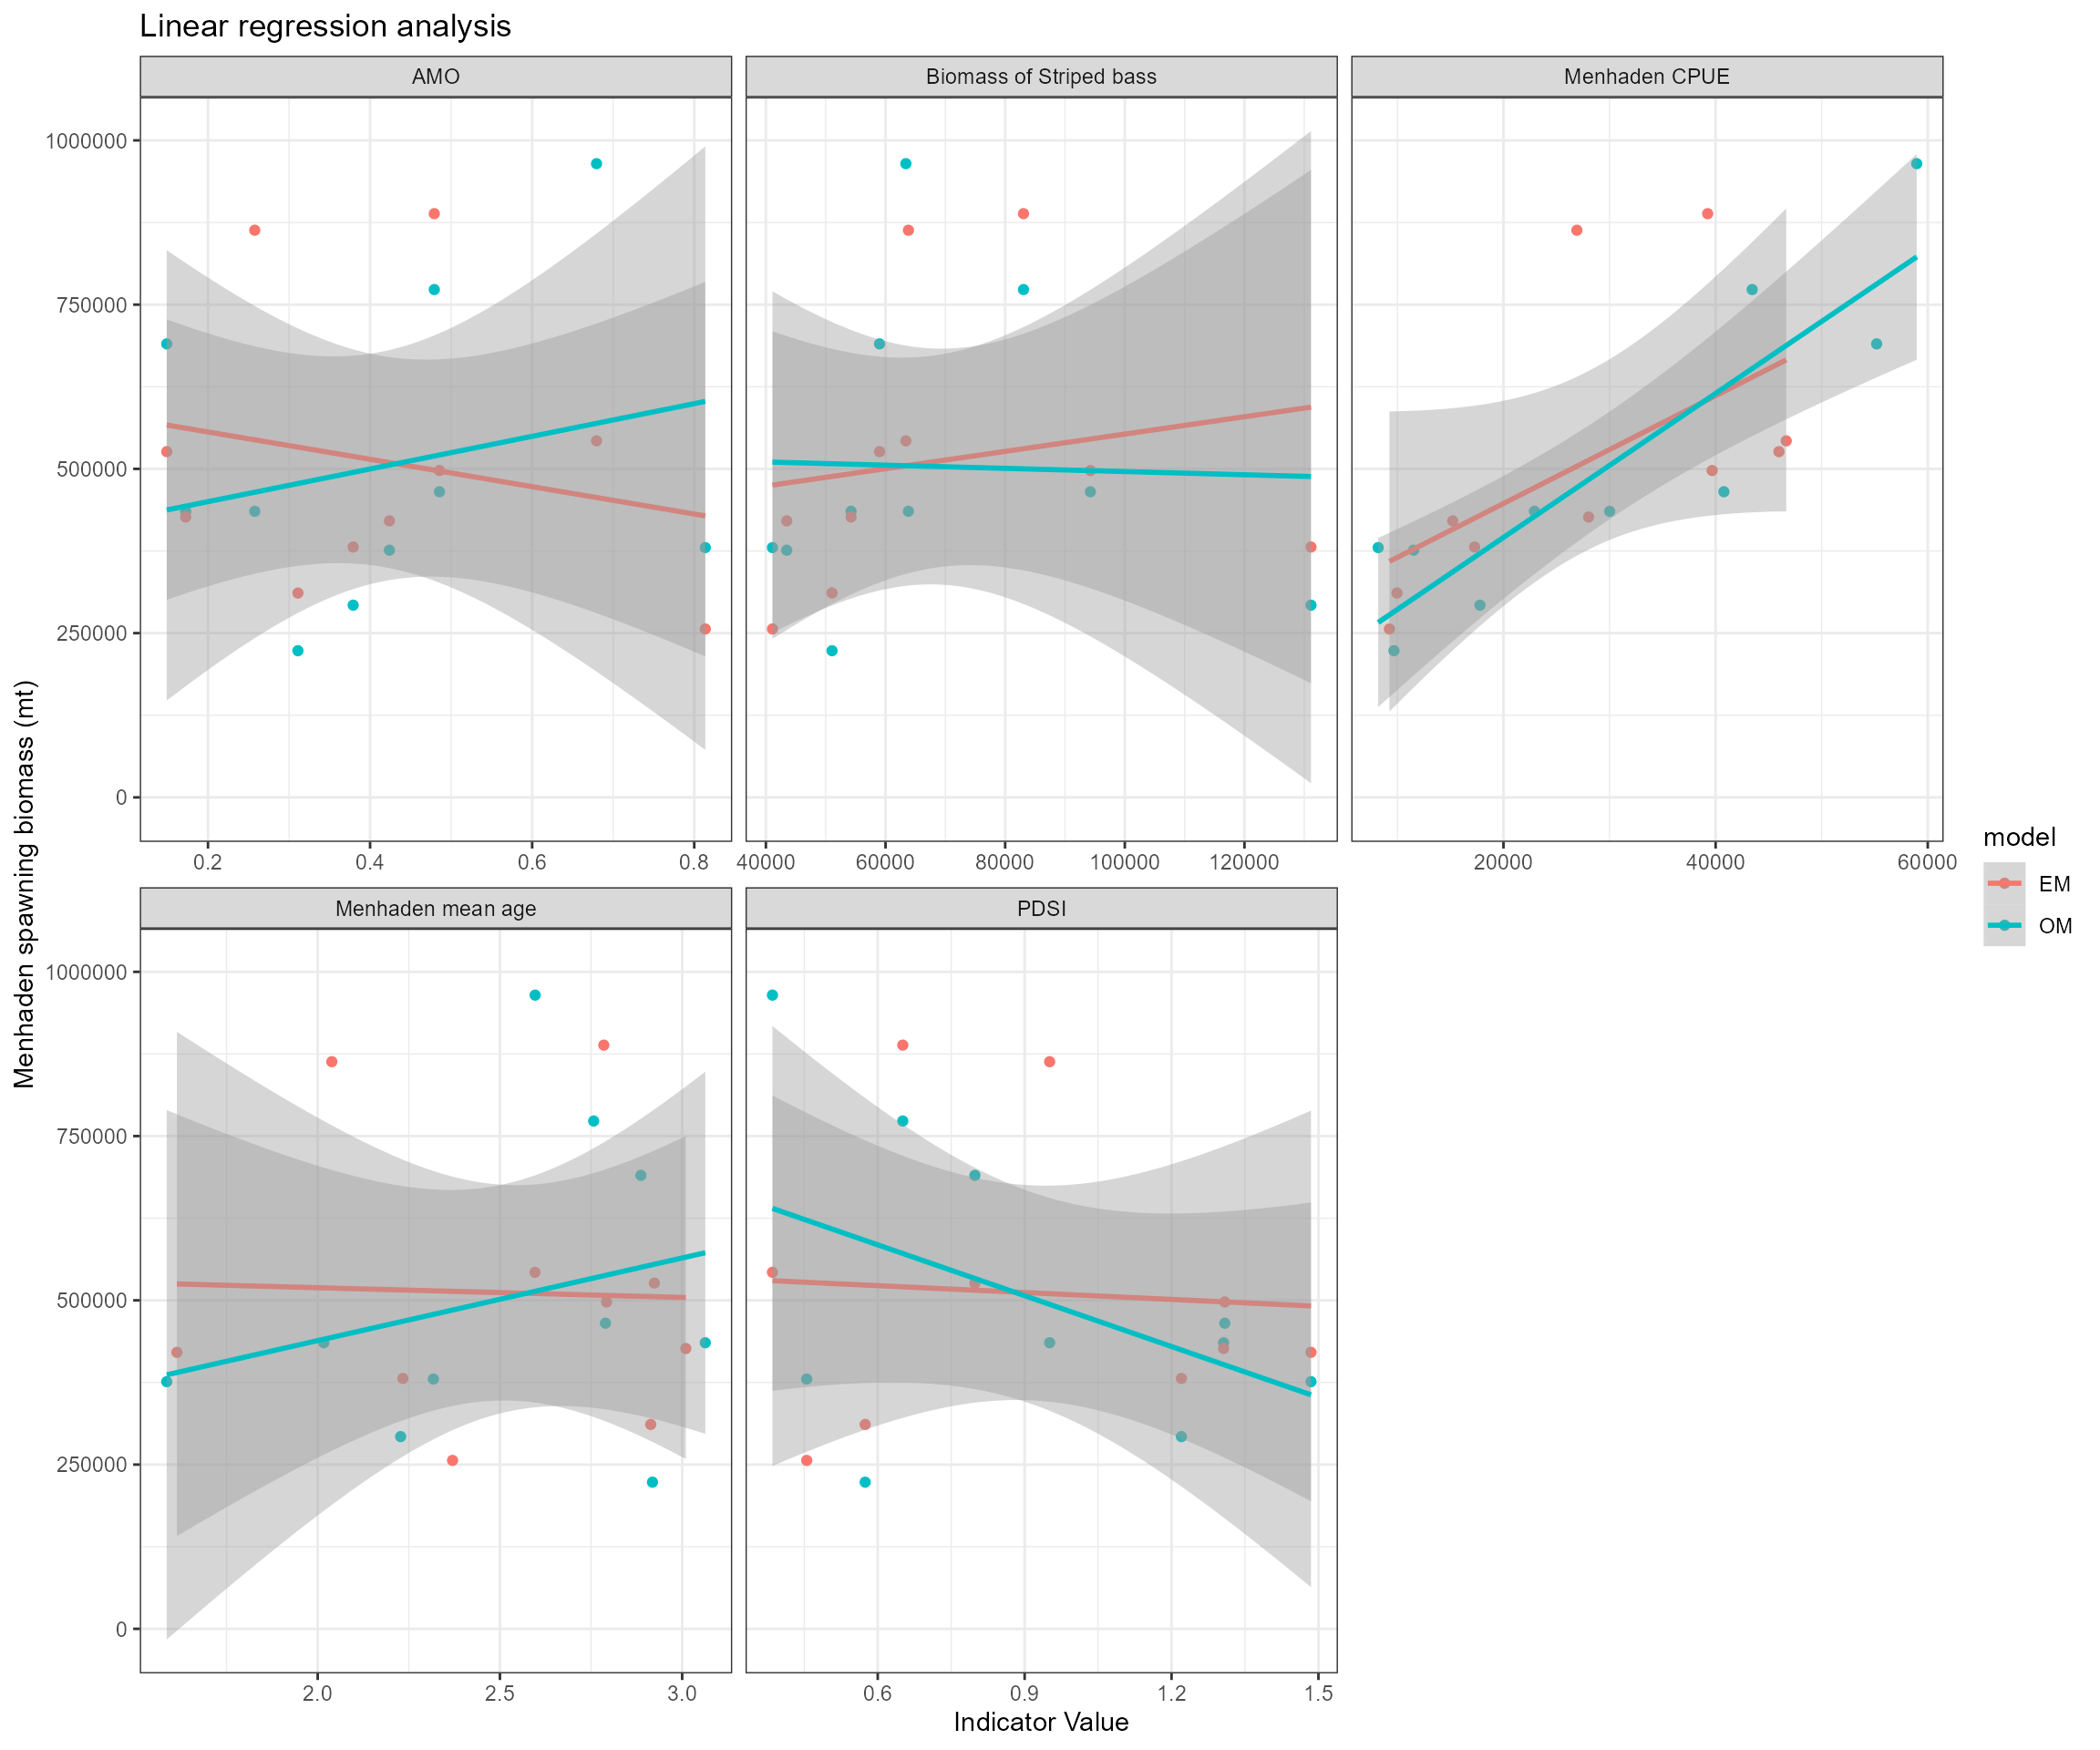 Linear regression analysis
AMO
Biomass of Striped bass
Menhaden CPUE
1000000
750000
500000
250000
0
0.2 0.4 0.6 0.8
40000 60000 80000 100000 120000
20000 40000 60000
Menhaden spawning biomass (mt)
model
EM
OM
Menhaden mean age
PDSI
1000000
750000
500000
250000
0
2.0 2.5 3.0
0.6 0.9 1.2 1.5
Indicator Value